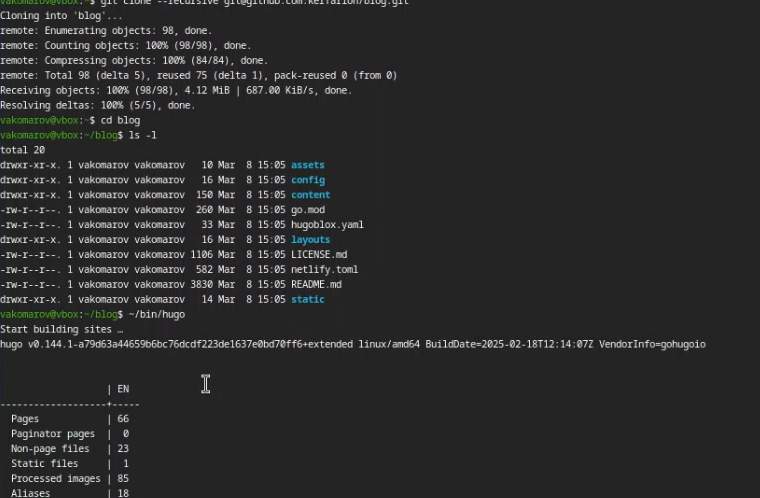 vakomarov@vbox:~$ git clone --recursive git@github.com:kerfarion/blog.git
Cloning into 'blog'...
remote: Enumerating objects: 98, done.
remote: Counting objects: 100% (98/98), done.
remote: Compressing objects: 100% (84/84), done.
remote: Total 98 (delta 5), reused 75 (delta 1), pack-reused 0 (from 0)
Receiving objects: 100% (98/98), 4.12 MiB | 687.00 KiB/s, done.
Resolving deltas: 100% (5/5), done.
vakomarov@vbox:~$ cd blog
vakomarov@vbox:~/blog$ ls -l
total 20
drwxr-xr-x. 1 vakomarov vakomarov   10 Mar  8 15:05 assets
drwxr-xr-x. 1 vakomarov vakomarov   16 Mar  8 15:05 config
drwxr-xr-x. 1 vakomarov vakomarov  150 Mar  8 15:05 content
-rw-r--r--. 1 vakomarov vakomarov  260 Mar  8 15:05 go.mod
-rw-r--r--. 1 vakomarov vakomarov   33 Mar  8 15:05 hugoblox.yaml
drwxr-xr-x. 1 vakomarov vakomarov   16 Mar  8 15:05 layouts
-rw-r--r--. 1 vakomarov vakomarov 1106 Mar  8 15:05 LICENSE.md
-rw-r--r--. 1 vakomarov vakomarov  582 Mar  8 15:05 netlify.toml
-rw-r--r--. 1 vakomarov vakomarov 3830 Mar  8 15:05 README.md
drwxr-xr-x. 1 vakomarov vakomarov   14 Mar  8 15:05 static
vakomarov@vbox:~/blog$ ~/bin/hugo
Start building sites …
hugo v0.144.1-a79d63a44659b6bc76dcdf223de1637e0bd70ff6+extended linux/amd64 BuildDate=2025-02-18T12:14:07Z VendorInfo=gohugoio
                   | EN
-------------------+-----
  Pages            | 66
  Paginator pages  |  0
  Non-page files   | 23
  Static files     |  1
  Processed images | 85
  Aliases          | 18